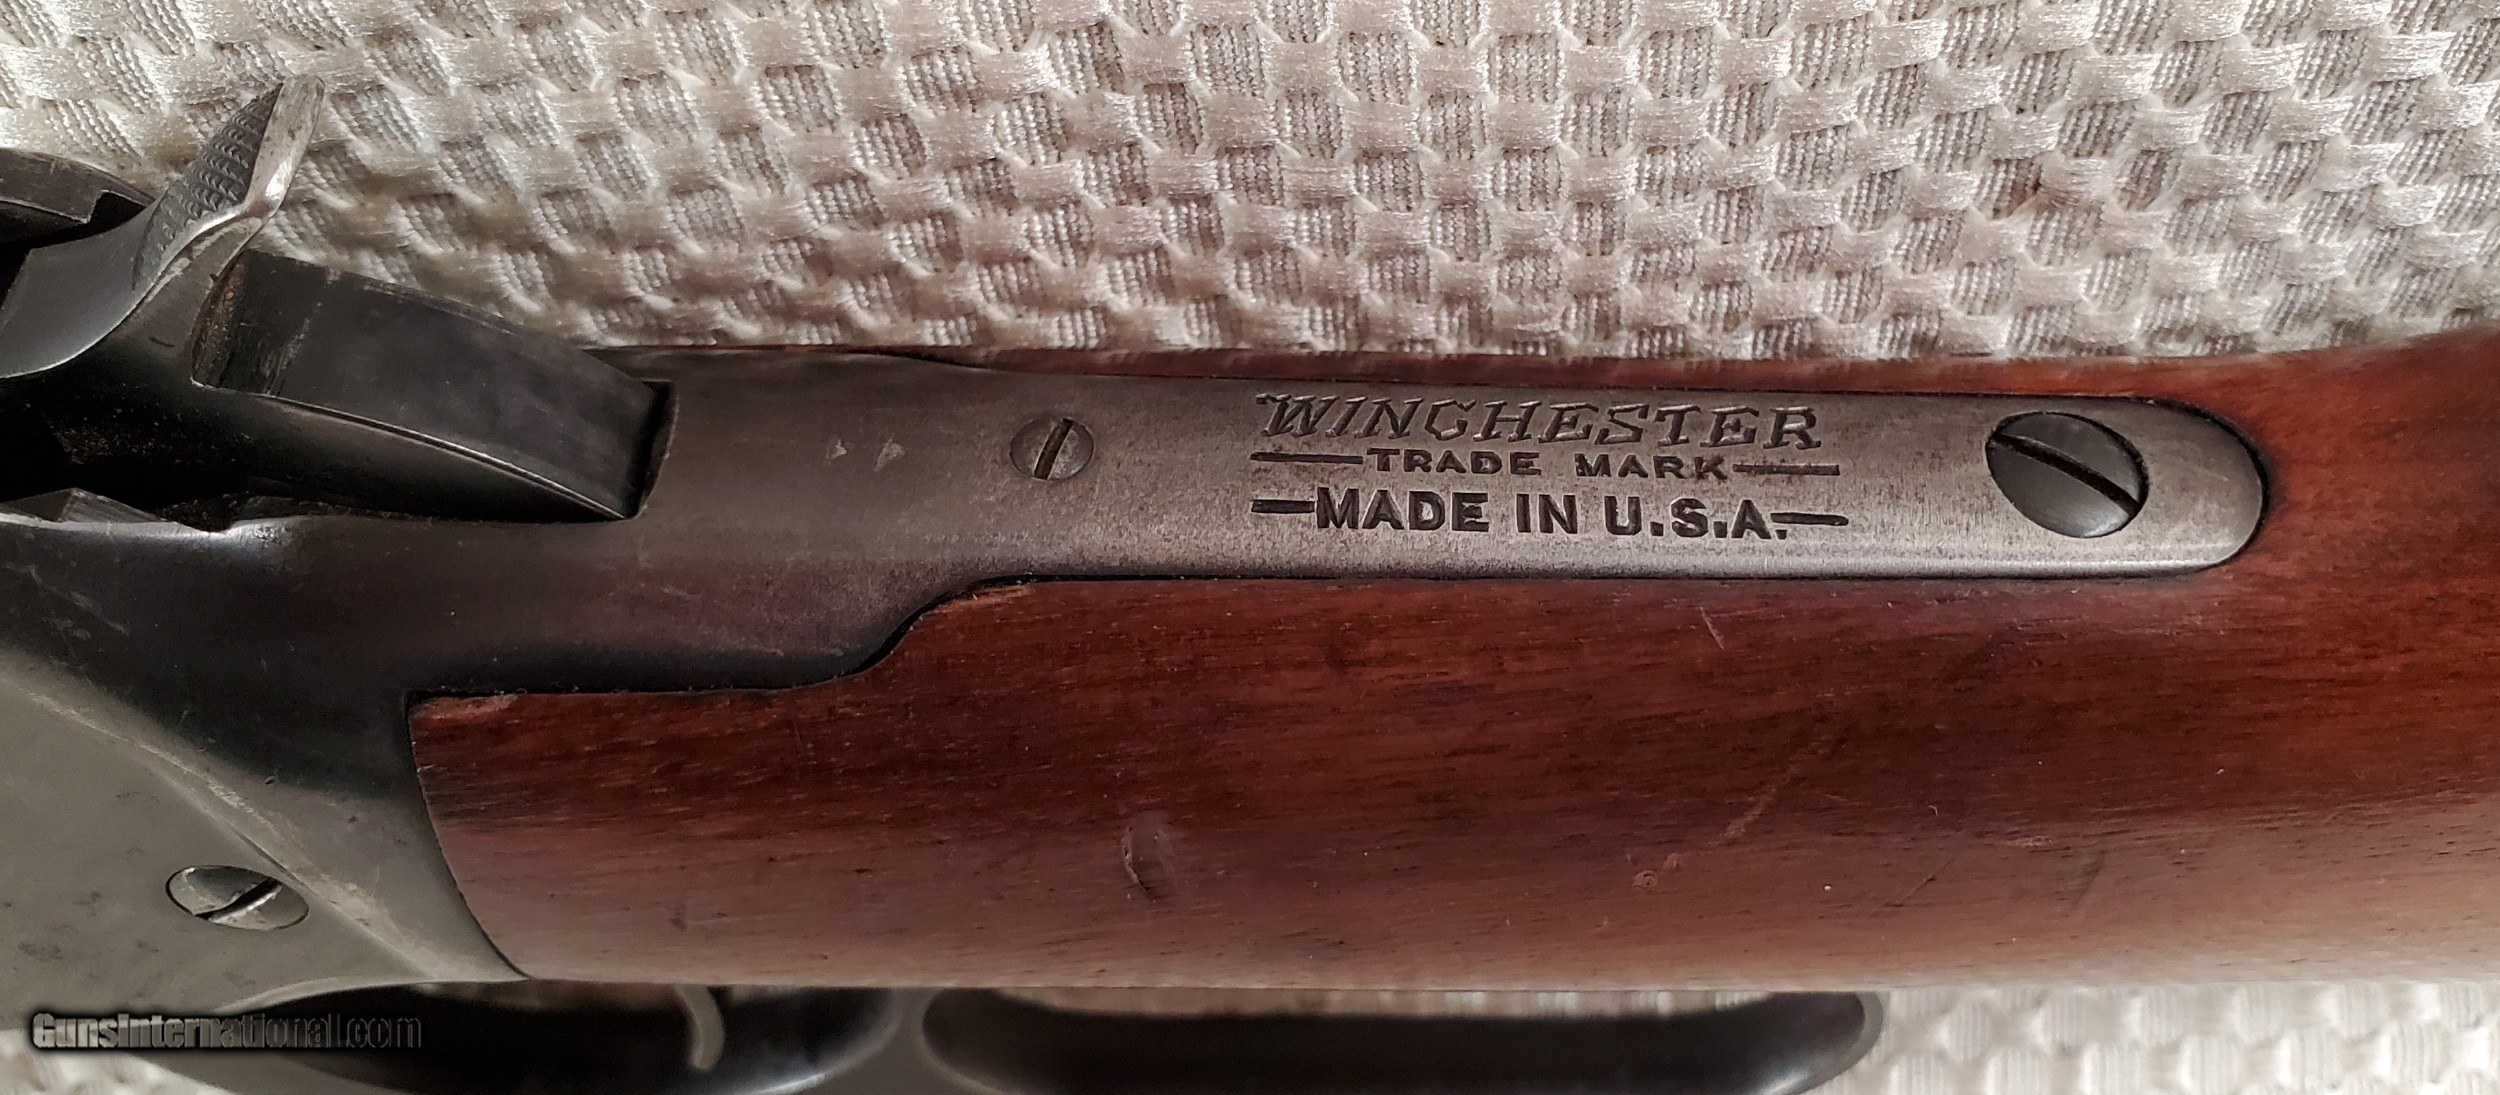 WINCHESTER
TRADE MARK
MADE IN U.S.A.
GunsInternational.com